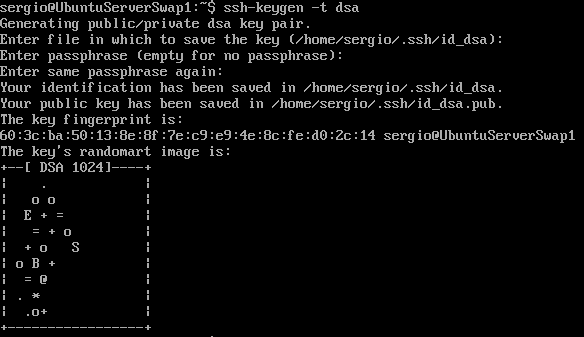 sergio@UbuntuServerSwap1:~$ ssh-keygen -t dsa
Generating public/private dsa key pair.
Enter file in which to save the key (/home/sergio/.ssh/id_dsa):
Enter passphrase (empty for no passphrase):
Enter same passphrase again:
Your identification has been saved in /home/sergio/.ssh/id_dsa.
Your public key has been saved in /home/sergio/.ssh/id_dsa.pub.
The key fingerprint is:
60:3c:ba:50:13:8e:8f:7e:c9:e9:4e:8c:fe:d0:2c:14 sergio@UbuntuServerSwap1
The key's randomart image is:
+--[ DSA 1024]----+
|    .            |
|   o o           |
|  E + =          |
|   = + o         |
|  + o   S        |
| o B +           |
|  = @            |
| . *             |
|  .o+            |
+-----------------+